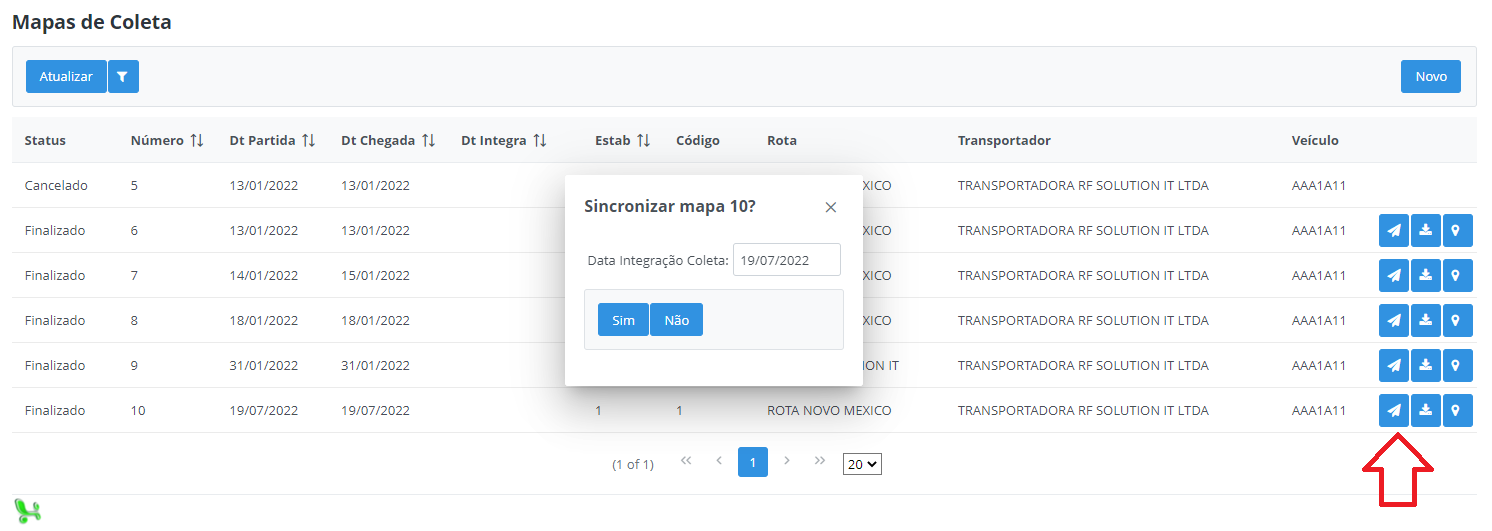 Mapas de Coleta
Atualizar Novo
Status Número Dt Partida Dt Chegada Dt Integra Estab Código Rota Transportador Veículo
Cancelado 5 13/01/2022 13/01/2022 XICO TRANSPORTADORA RF SOLUTION IT LTDA AAA1A11
Sincronizar mapa 10?
Finalizado 6 13/01/2022 13/01/2022 XICO TRANSPORTADORA RF SOLUTION IT LTDA AAA1A11
Data Integração Coleta: 19/07/2022
Finalizado 7 14/01/2022 15/01/2022 XICO TRANSPORTADORA RF SOLUTION IT LTDA AAA1A11
Finalizado 8 18/01/2022 18/01/2022 XICO TRANSPORTADORA RF SOLUTION IT LTDA AAA1A11
Sim Não
Finalizado 9 31/01/2022 31/01/2022 ION IT TRANSPORTADORA RF SOLUTION IT LTDA AAA1A11
Finalizado 10 19/07/2022 19/07/2022 1 1 ROTA NOVO MEXICO TRANSPORTADORA RF SOLUTION IT LTDA AAA1A11
(1 of 1) 1 20